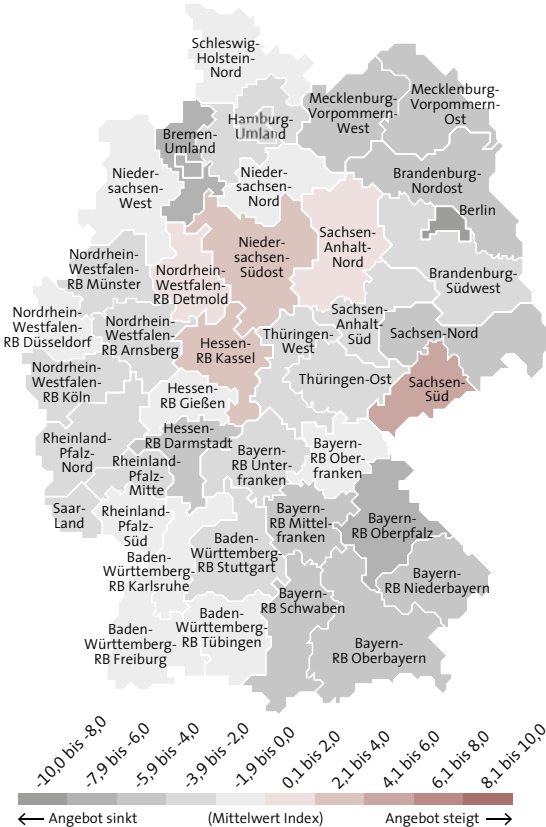 Schleswig-
Holstein-
Nord
Mecklenburg-
Vorpommern-
Ost
Mecklenburg-
Vorpommern-
West
Hamburg-
Umland
Bremen-
Umland
Nieder-
sachsen-
West
Nieder-
sachsen-
Nord
Brandenburg-
Nordost
Berlin
Nieder-
sachsen-
Südost
Sachsen-
Anhalt-
Nord
Nordrhein-
Westfalen-
RB Münster
Nordrhein-
Westfalen-
RB Detmold
Brandenburg-
Südwest
Nordrhein-
Westfalen-
RB Düsseldorf
Nordrhein-
Westfalen-
RB Arnsberg
Hessen-
RB Kassel
Thüringen-
West
Sachsen-
Anhalt-
Süd
Sachsen-Nord
Nordrhein-
Westfalen-
RB Köln
Hessen-
RB Gießen
Thüringen-Ost
Sachsen-
Süd
Rheinland-
Pfalz-
Nord
Hessen-
RB Darmstadt
Rheinland-
Pfalz-
Mitte
Bayern-
RB Unter-
franken
Bayern-
RB Ober-
franken
Saar-
Land
Rheinland-
Pfalz-
Süd
Bayern-
RB Mittel-
franken
Bayern-
RB Oberpfalz
Baden-
Württemberg-
RB Karlsruhe
Baden-
Württemberg-
RB Stuttgart
Bayern-
RB Niederbayern
Bayern-
RB Schwaben
Baden-
Württemberg-
RB Freiburg
Baden-
Württemberg-
RB Tübingen
Bayern-
RB Oberbayern
-10,0 bis -8,0
-7,9 bis -6,0
-5,9 bis -4,0
-3,9 bis -2,0
-1,9 bis 0,0
0,1 bis 2,0
2,1 bis 4,0
4,1 bis 6,0
6,1 bis 8,0
8,1 bis 10,0
Angebot sinkt (Mittelwert Index) Angebot steigt